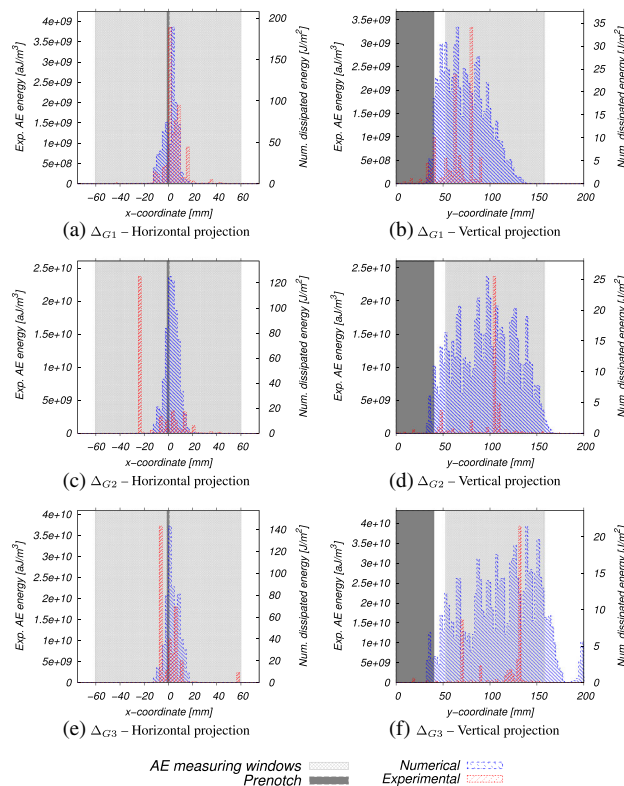 Exp. AE energy [aJ/m³]
4e+09
3.5e+09
3e+09
2.5e+09
2e+09
1.5e+09
1e+09
5e+08
0
−60 −40 −20 0 20 40 60
x-coordinate [mm]
200
150
100
50
0
Num. dissipated energy [J/m²]
(a) ΔG1 – Horizontal projection
Exp. AE energy [aJ/m³]
3.5e+09
3e+09
2.5e+09
2e+09
1.5e+09
1e+09
5e+08
0
0 50 100 150 200
y-coordinate [mm]
35
30
25
20
15
10
5
0
Num. dissipated energy [J/m²]
(b) ΔG1 – Vertical projection
Exp. AE energy [aJ/m³]
2.5e+10
2e+10
1.5e+10
1e+10
5e+09
0
−60 −40 −20 0 20 40 60
x-coordinate [mm]
120
100
80
60
40
20
0
Num. dissipated energy [J/m²]
(c) ΔG2 – Horizontal projection
Exp. AE energy [aJ/m³]
2.5e+10
2e+10
1.5e+10
1e+10
5e+09
0
0 50 100 150 200
y-coordinate [mm]
25
20
15
10
5
0
Num. dissipated energy [J/m²]
(d) ΔG2 – Vertical projection
Exp. AE energy [aJ/m³]
4e+10
3.5e+10
3e+10
2.5e+10
2e+10
1.5e+10
1e+10
5e+09
0
−60 −40 −20 0 20 40 60
x-coordinate [mm]
140
120
100
80
60
40
20
0
Num. dissipated energy [J/m²]
(e) ΔG3 – Horizontal projection
Exp. AE energy [aJ/m³]
4e+10
3.5e+10
3e+10
2.5e+10
2e+10
1.5e+10
1e+10
5e+09
0
0 50 100 150 200
y-coordinate [mm]
20
15
10
5
0
Num. dissipated energy [J/m²]
(f) ΔG3 – Vertical projection
AE measuring windows
Prenotch
Numerical
Experimental